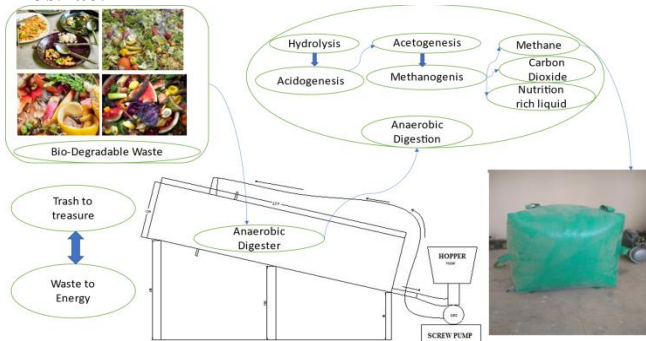 Bio-Degradable Waste
Hydrolysis
Acidogenesis
Acetogenesis
Methanogenis
Methane
Carbon
Dioxide
Nutrition
rich liquid
Anaerobic
Digestion
Trash to
treasure
Waste to
Energy
Anaerobic
Digester
HOPPER
SCREW PUMP